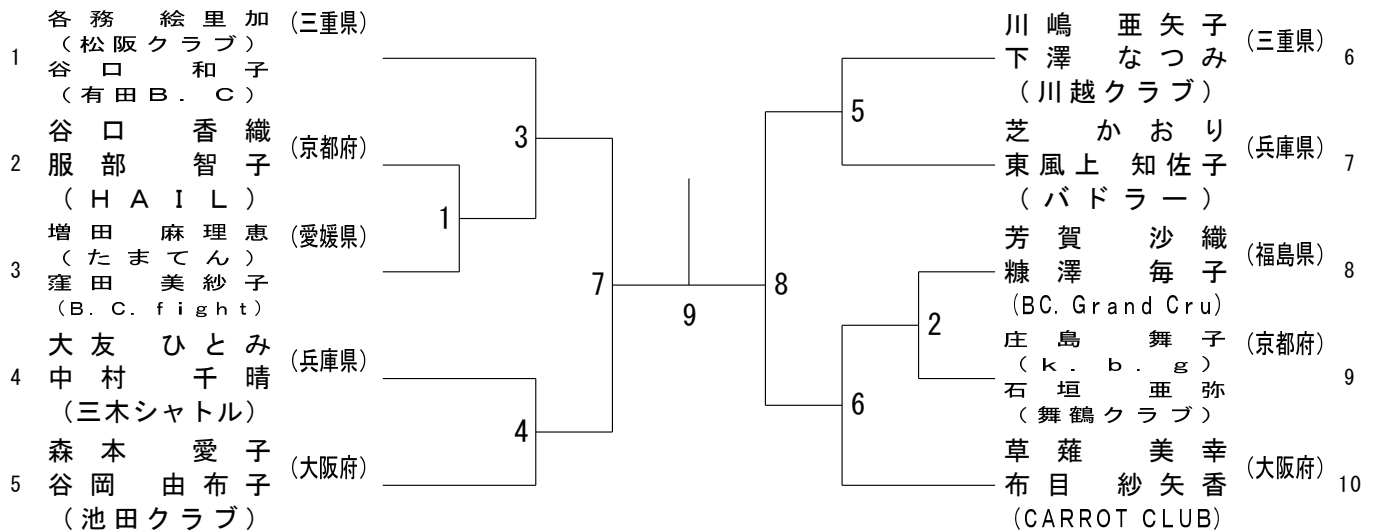 各務 絵里加 (三重県)
(松阪クラブ)
1
谷口 和子
(有田B.C)
谷口 香織
2 服部 智子 (京都府)
(HAIL)
増田 麻理恵 (愛媛県)
(たまてん)
3
窪田 美紗子
(B.C.fight)
大友 ひとみ
4 中村 千晴 (兵庫県)
(三木シャトル)
森本 愛子
5 谷岡 由布子 (大阪府)
(池田クラブ)
3
1
7
4
9
8
5
2
6
川嶋 亜矢子
下澤 なつみ (三重県) 6
(川越クラブ)
芝 かおり
東風上 知佐子 (兵庫県) 7
(バドラー)
芳賀 沙織
糠澤 毎子 (福島県) 8
(BC.Grand Cru)
庄島 舞子 (京都府)
(k.b.g)
9
石垣 亜弥
(舞鶴クラブ)
草薙 美幸
布目 紗矢香 (大阪府) 10
(CARROT CLUB)